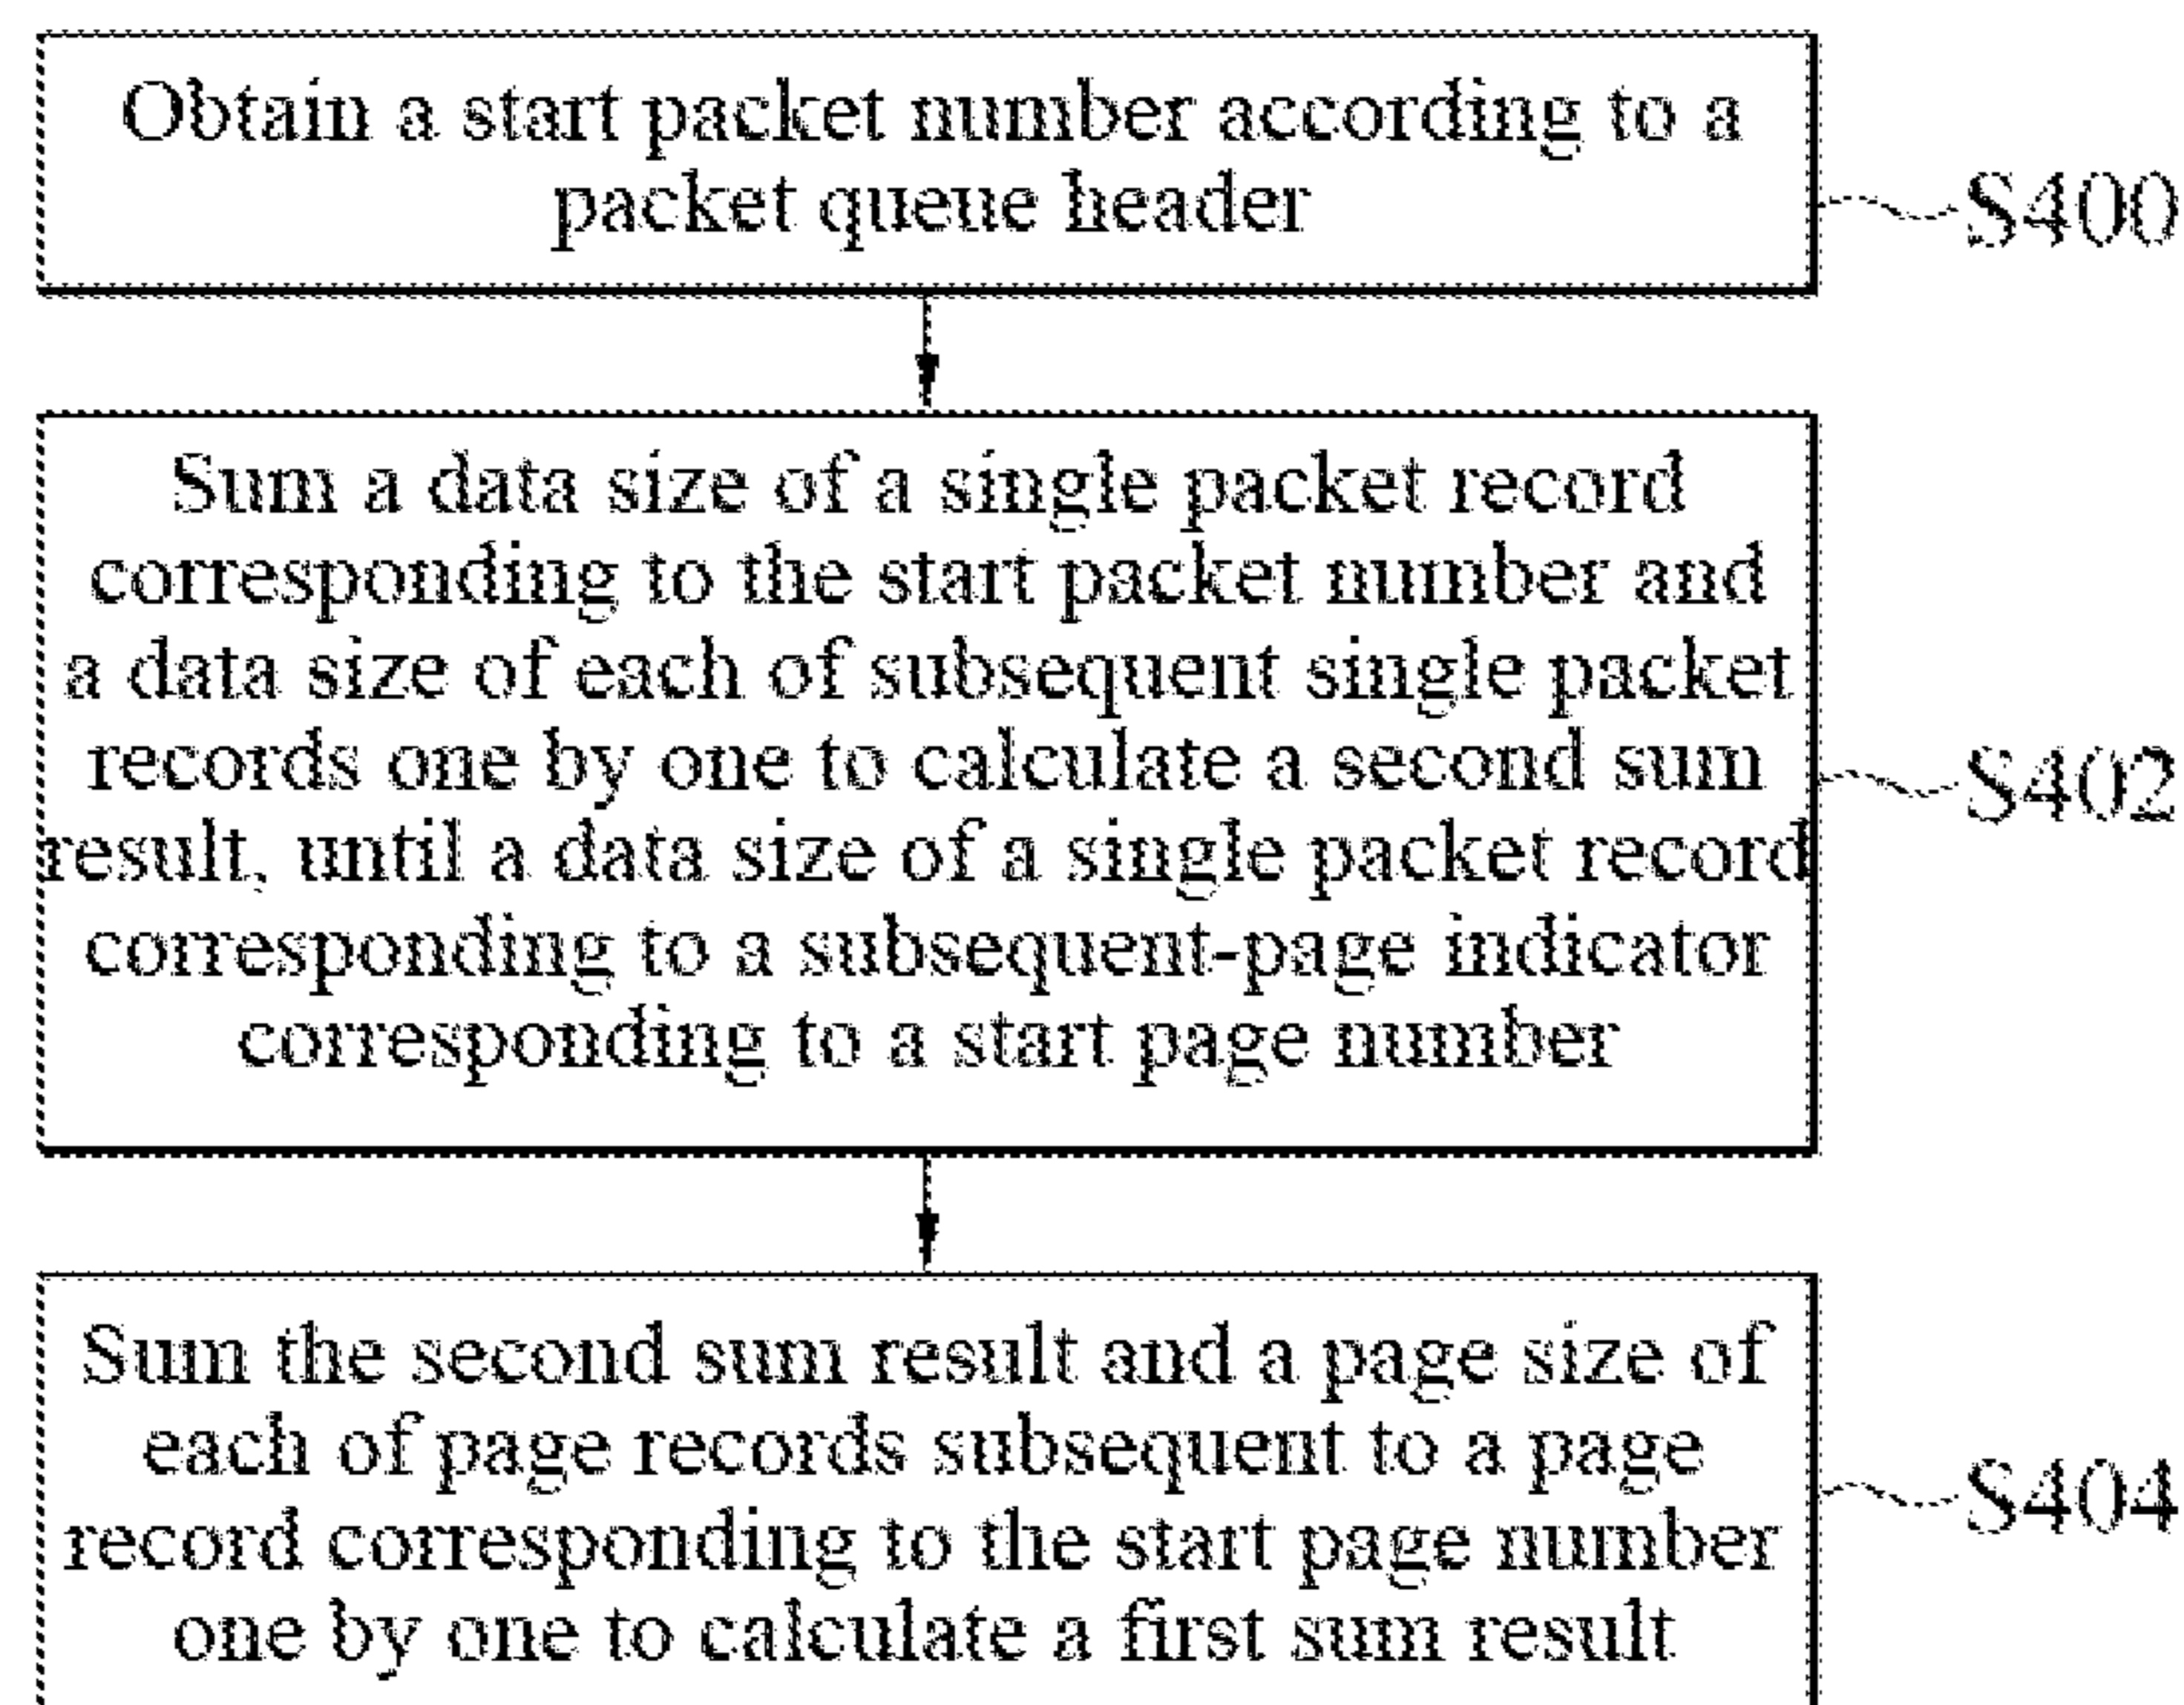 Obtain a start packet number according to a
packet queue header
S400
Sum a data size of a single packet record
corresponding to the start packet number and
a data size of each of subsequent single packet
records one by one to calculate a second sum
result, until a data size of a single packet record
corresponding to a subsequent-page indicator
corresponding to a start page number
S402
Sum the second sum result and a page size of
each of page records subsequent to a page
record corresponding to the start page number
one by one to calculate a first sum result
S404